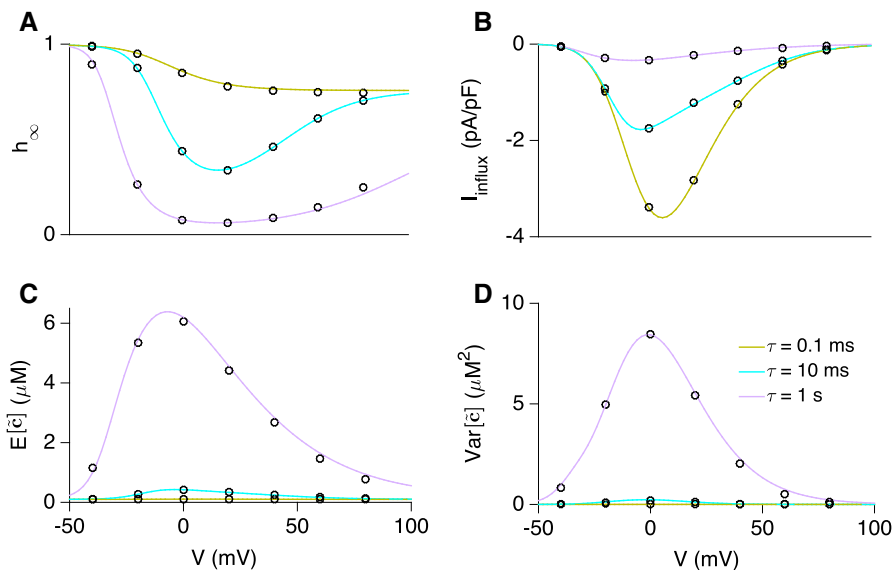 A
1
h∞
0
B
0
-2
-4
I_influx (pA/pF)
C
6
4
2
0
E[c̃] (μM)
-50 0 50 100
V (mV)
D
10
5
0
Var[c̃] (μM²)
τ = 0.1 ms
τ = 10 ms
τ = 1 s
-50 0 50 100
V (mV)